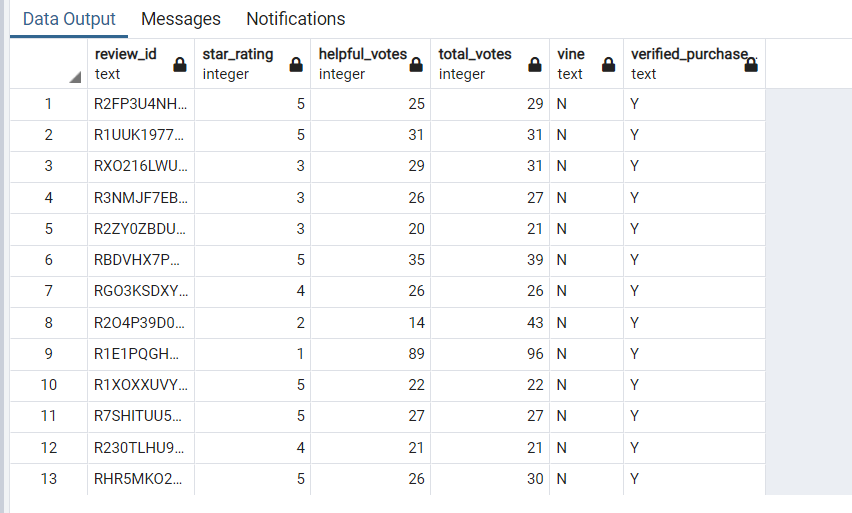 Data Output Messages Notifications
review_id star_rating helpful_votes total_votes vine verified_purchase
text integer integer integer text text
1 R2FP3U4NH... 5 25 29 N Y
2 R1UUK1977... 5 31 31 N Y
3 RXO216LWU... 3 29 31 N Y
4 R3NMJF7EB... 3 26 27 N Y
5 R2ZY0ZBDU... 3 20 21 N Y
6 RBDVHX7P... 5 35 39 N Y
7 RGO3KSDXY... 4 26 26 N Y
8 R2O4P39D0... 2 14 43 N Y
9 R1E1PQGH... 1 89 96 N Y
10 R1XOXXUVY... 5 22 22 N Y
11 R7SHITUU5... 5 27 27 N Y
12 R230TLHU9... 4 21 21 N Y
13 RHR5MKO2... 5 26 30 N Y